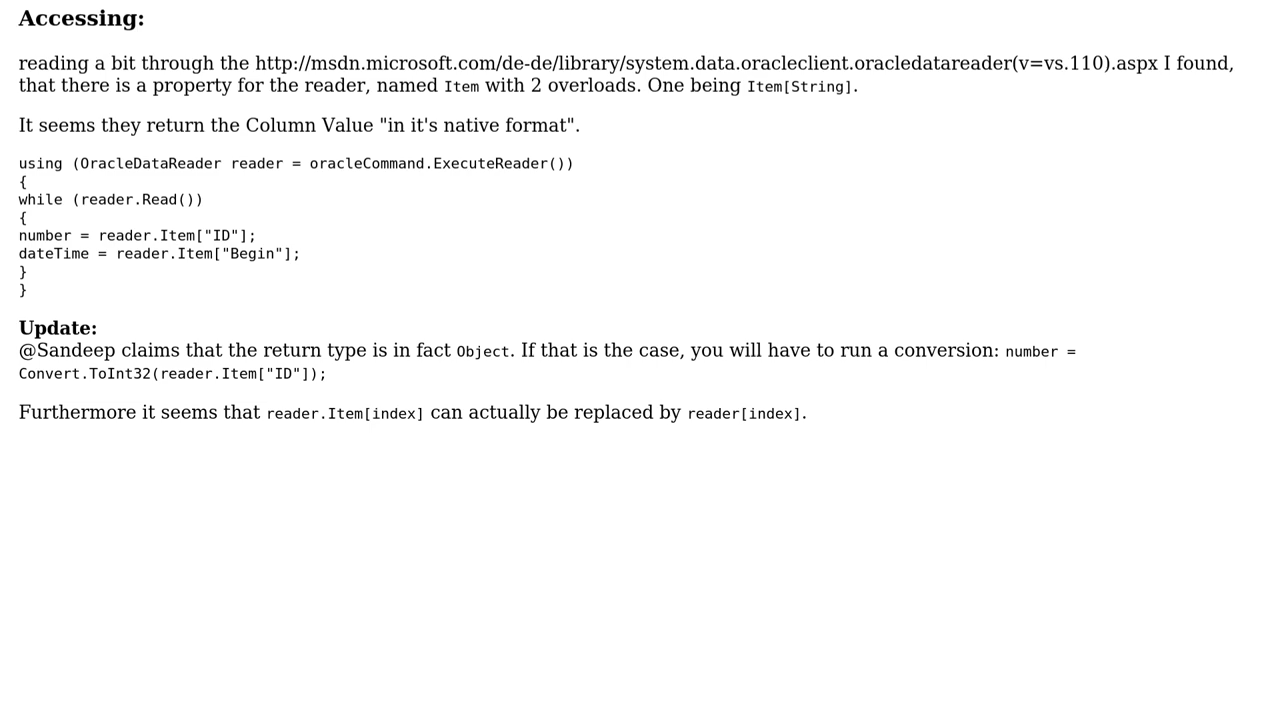 Accessing:
reading a bit through the http://msdn.microsoft.com/de-de/library/system.data.oracleclient.oracledatareader(v=vs.110).aspx I found,
that there is a property for the reader, named Item with 2 overloads. One being Item[String].
It seems they return the Column Value "in it's native format".
using (OracleDataReader reader = oracleCommand.ExecuteReader())
{
while (reader.Read())
{
number = reader.Item["ID"];
dateTime = reader.Item["Begin"];
}
}
Update:
@Sandeep claims that the return type is in fact Object. If that is the case, you will have to run a conversion: number =
Convert.ToInt32(reader.Item["ID"]);
Furthermore it seems that reader.Item[index] can actually be replaced by reader[index].